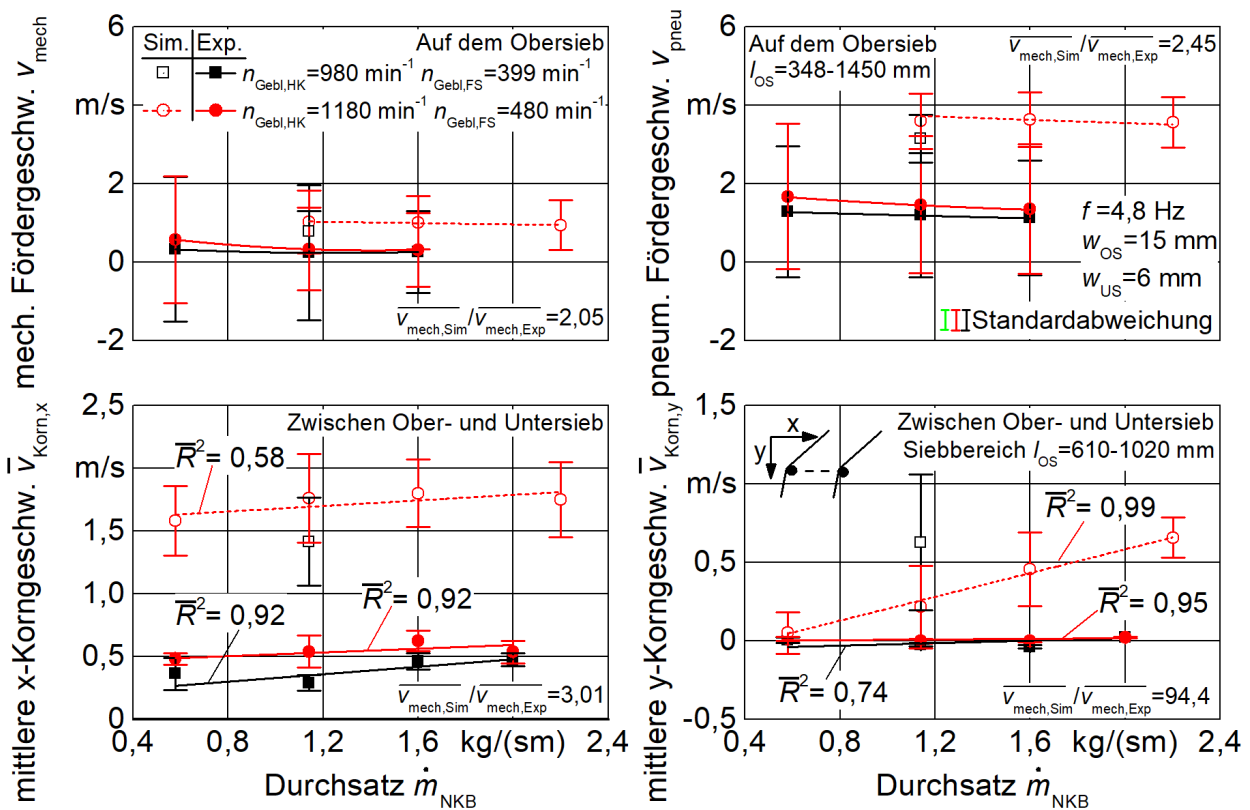 mech. Fördergeschw. v_mech
6
m/s
2
0
-2
Sim. Exp. Auf dem Obersieb
n_Gebl,HK=980 min⁻¹ n_Gebl,FS=399 min⁻¹
n_Gebl,HK=1180 min⁻¹ n_Gebl,FS=480 min⁻¹
v_mech,Sim/v_mech,Exp=2,05
pneum. Fördergeschw. v_pneu
6
m/s
2
0
-2
Auf dem Obersieb
l_OS=348-1450 mm
v_mech,Sim/v_mech,Exp=2,45
f=4,8 Hz
w_OS=15 mm
w_US=6 mm
Standardabweichung
mittlere x-Korngeschw. v̅_Korn,x
2,5
m/s
1,5
1,0
0,5
0
Zwischen Ober- und Untersieb
R̅²= 0,58
R̅²= 0,92
R̅²= 0,92
v_mech,Sim/v_mech,Exp=3,01
0,4 0,8 1,2 1,6 kg/(sm) 2,4
Durchsatz ṁ_NKB
mittlere y-Korngeschw. v̅_Korn,y
1,5
m/s
0,5
0
-0,5
x
y
Zwischen Ober- und Untersieb
Siebbereich l_OS=610-1020 mm
R̅²= 0,99
R̅²= 0,95
R̅²= 0,74
v_mech,Sim/v_mech,Exp=94,4
0,4 0,8 1,2 1,6 kg/(sm) 2,4
Durchsatz ṁ_NKB